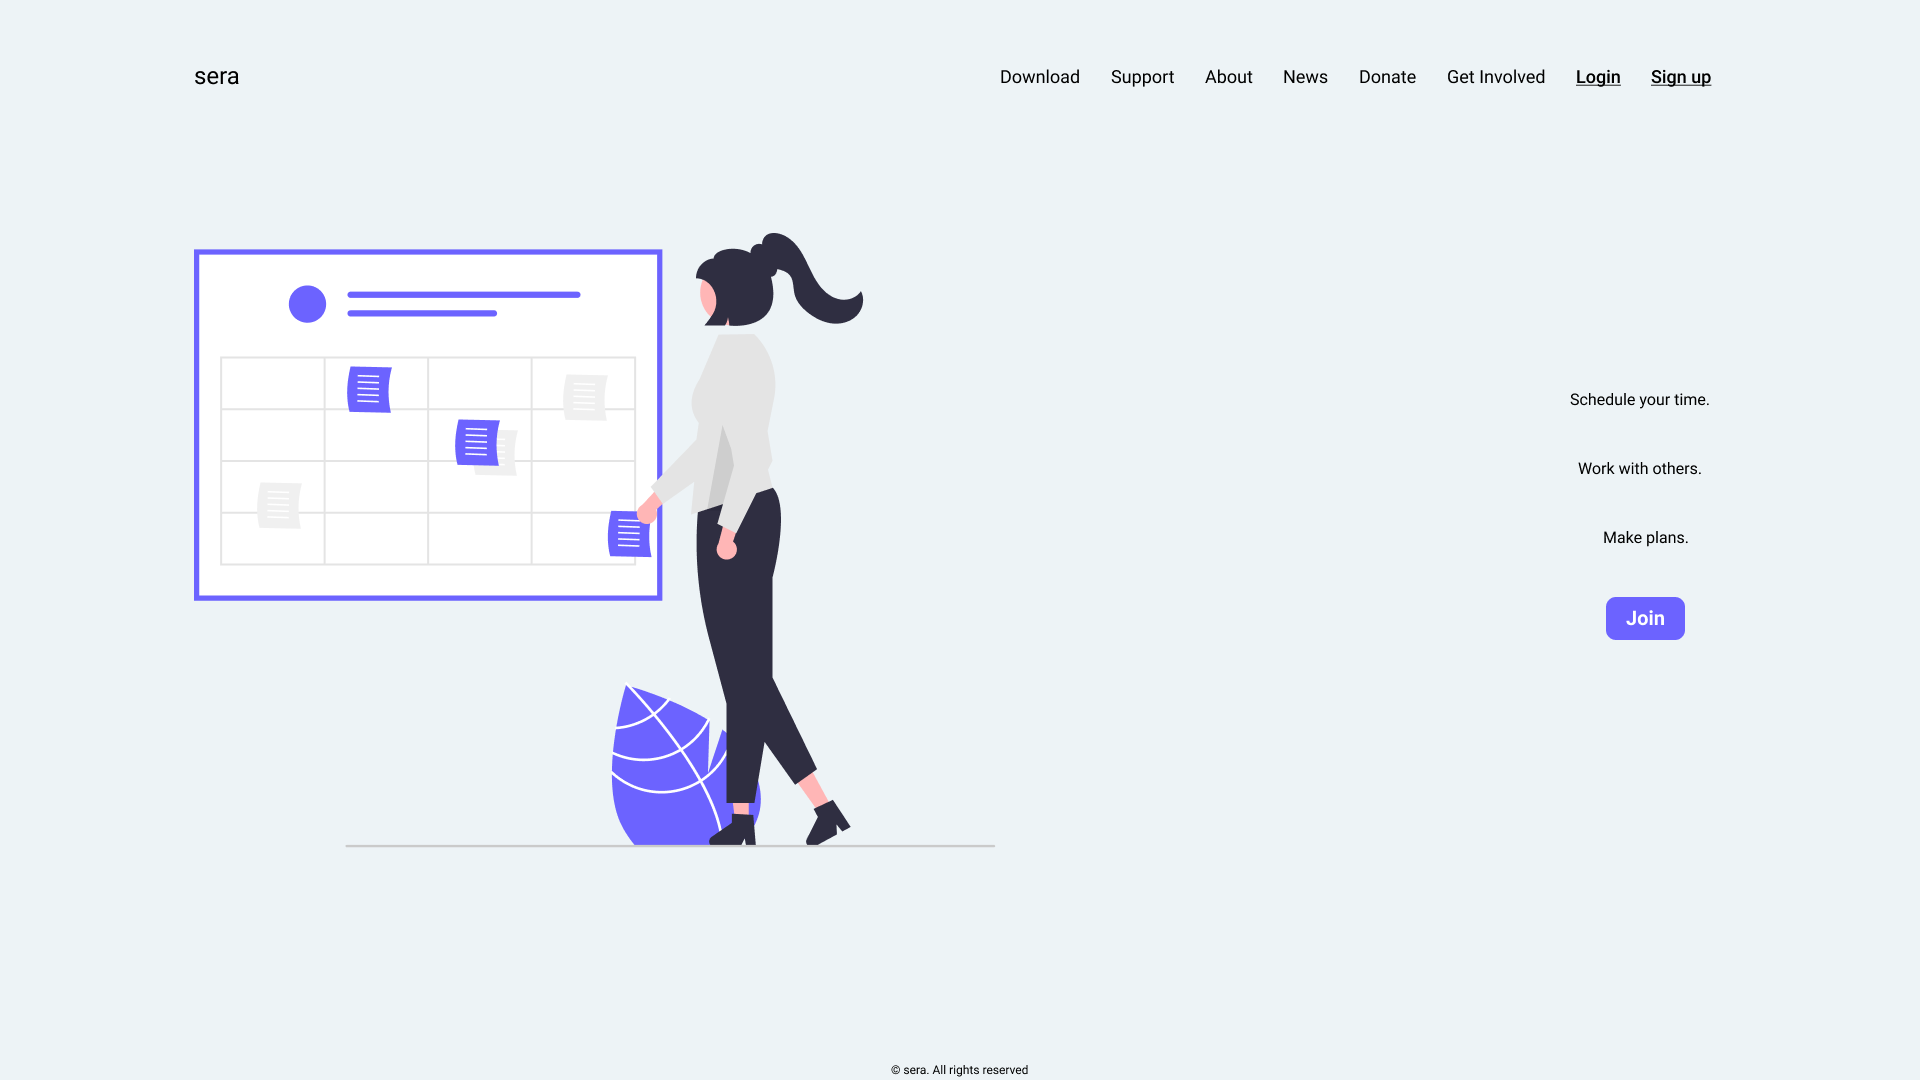 sera
Download Support About News Donate Get Involved Login Sign up
Schedule your time.
Work with others.
Make plans.
Join
© sera. All rights reserved